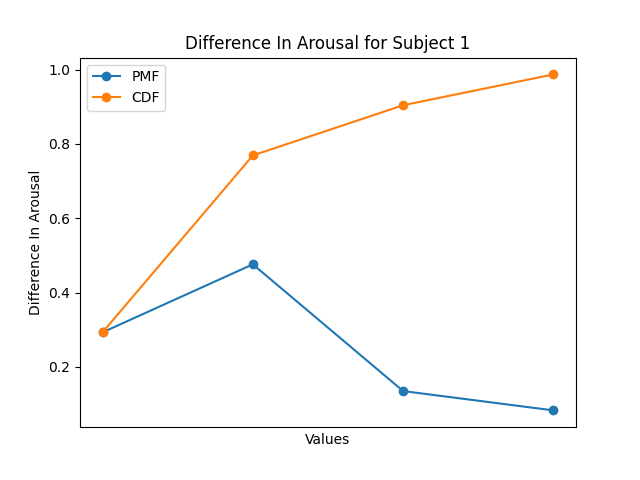 Difference In Arousal for Subject 1
PMF
CDF
1.0
0.8
0.6
0.4
0.2
Difference In Arousal
Values